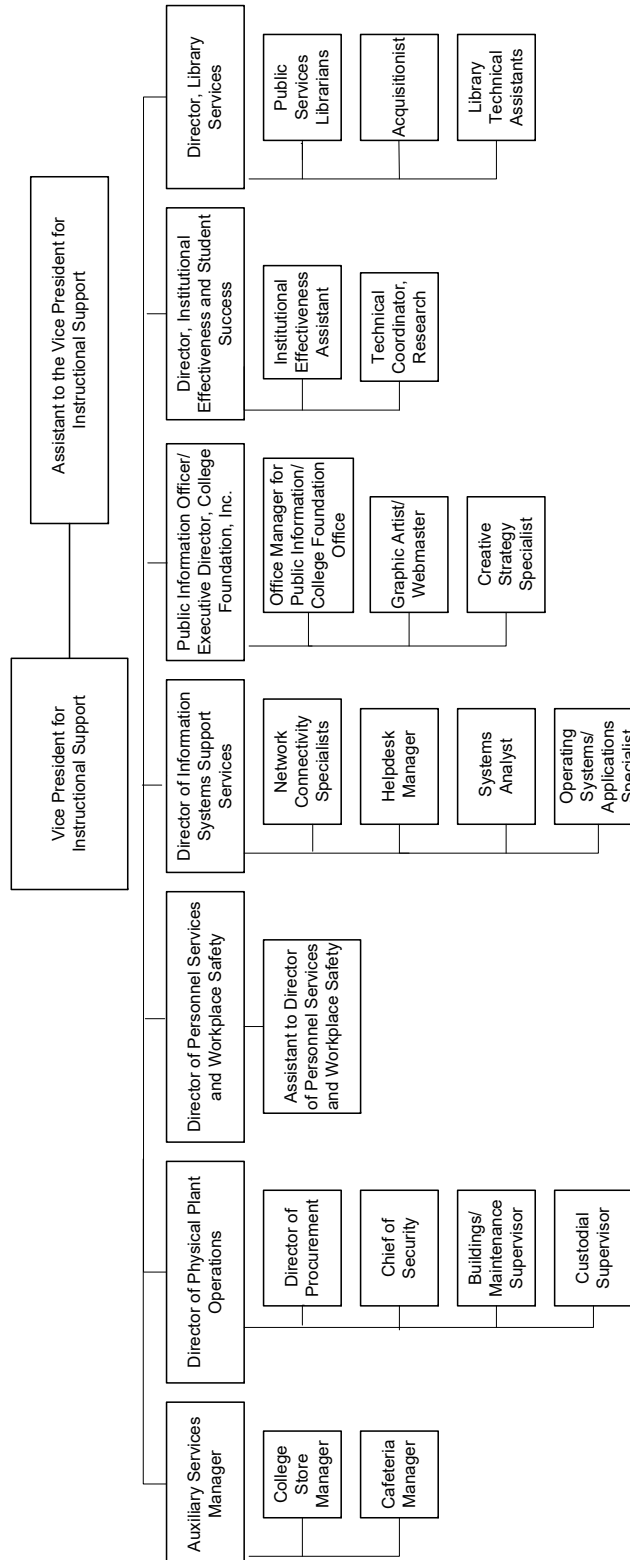 Vice President for
Instructional Support
Assistant to the Vice President for
Instructional Support
Auxiliary Services
Manager
College
Store
Manager
Cafeteria
Manager
Director of Physical Plant
Operations
Director of
Procurement
Chief of
Security
Buildings/
Maintenance
Supervisor
Custodial
Supervisor
Director of Personnel Services
and Workplace Safety
Assistant to Director
of Personnel Services
and Workplace Safety
Director of Information
Systems Support
Services
Network
Connectivity
Specialists
Helpdesk
Manager
Systems
Analyst
Operating
Systems/
Applications
Specialist
Public Information Officer/
Executive Director, College
Foundation, Inc.
Office Manager for
Public Information/
College Foundation
Office
Graphic Artist/
Webmaster
Creative
Strategy
Specialist
Director, Institutional
Effectiveness and Student
Success
Institutional
Effectiveness
Assistant
Technical
Coordinator,
Research
Director, Library
Services
Public
Services
Librarians
Acquisitionist
Library
Technical
Assistants